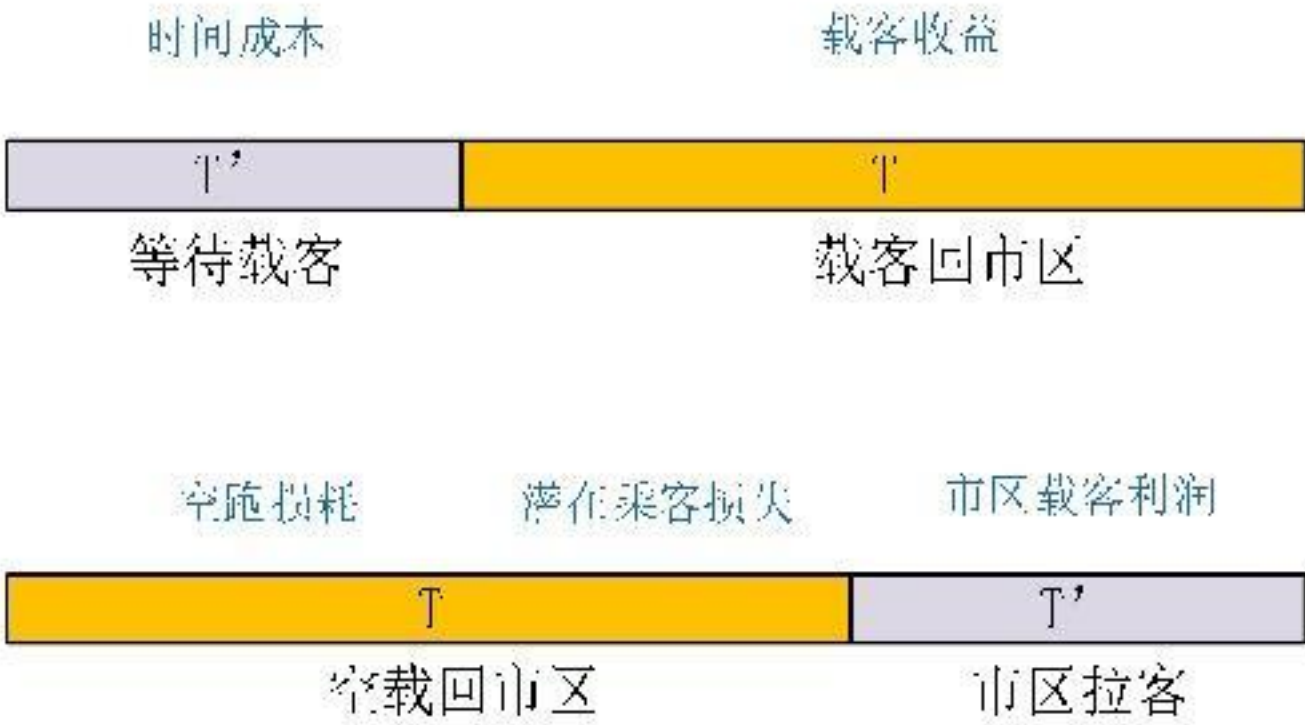 时间成本 载客收益
T' T
等待载客 载客回市区
空跑损耗 潜在乘客损失 市区载客利润
T T'
空载回市区 市区拉客